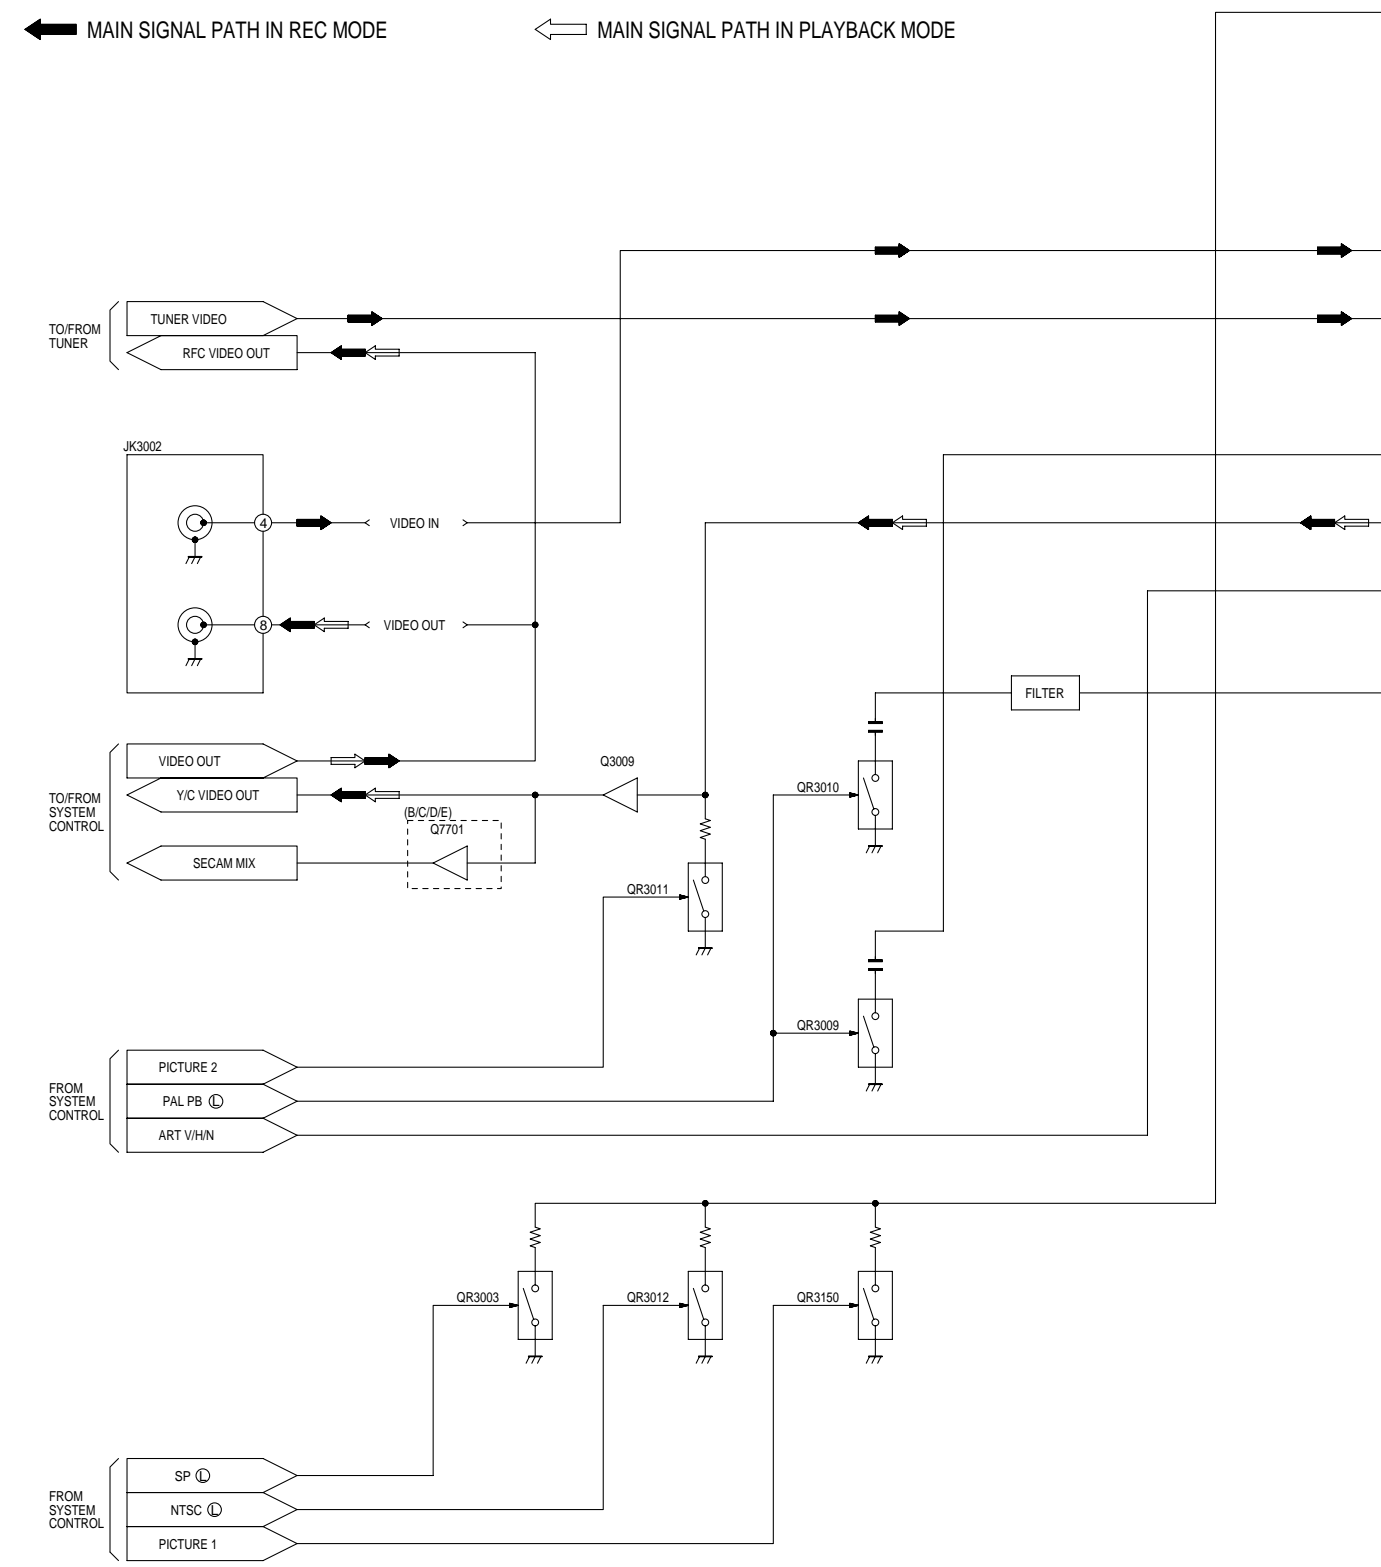 MAIN SIGNAL PATH IN REC MODE
MAIN SIGNAL PATH IN PLAYBACK MODE
TO/FROM
TUNER
TUNER VIDEO
RFC VIDEO OUT
JK3002
4
VIDEO IN
8
VIDEO OUT
FILTER
TO/FROM
SYSTEM
CONTROL
VIDEO OUT
Y/C VIDEO OUT
SECAM MIX
(B/C/D/E)
Q7701
Q3009
QR3010
QR3011
QR3009
FROM
SYSTEM
CONTROL
PICTURE 2
PAL PB Ⓛ
ART V/H/N
QR3003
QR3012
QR3150
FROM
SYSTEM
CONTROL
SP Ⓛ
NTSC Ⓛ
PICTURE 1